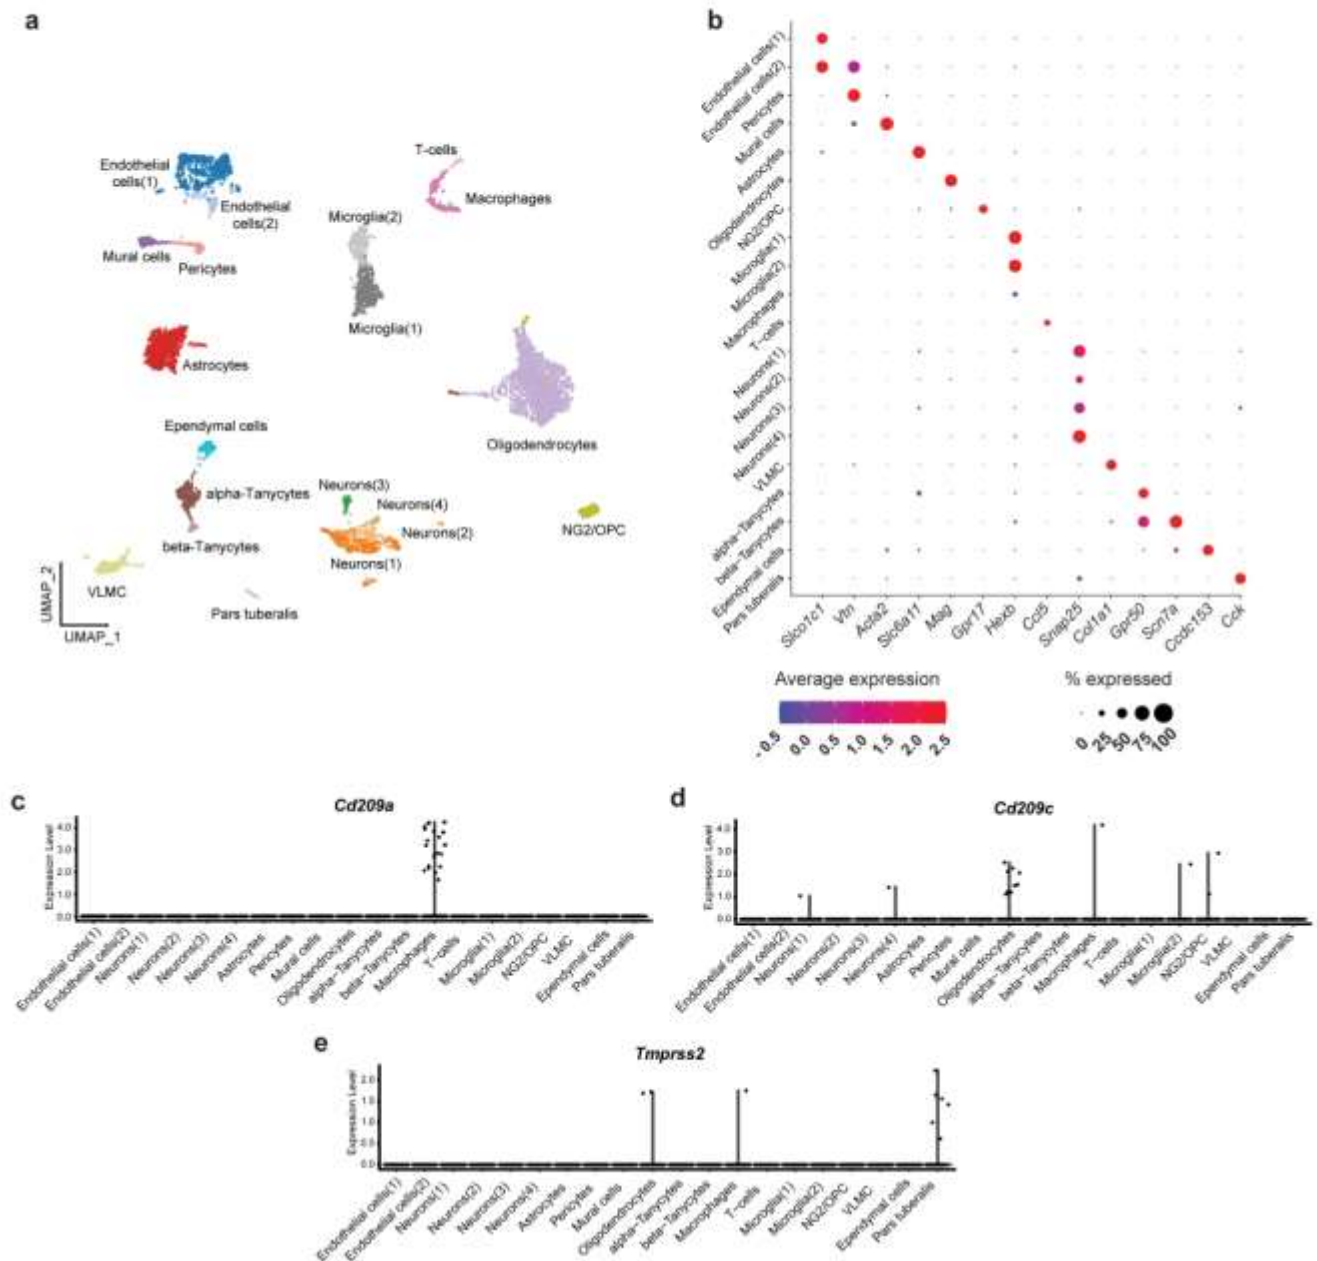 a
T-cells
Endothelial
cells(1)
Macrophages
Endothelial
cells(2)
Microglia(2)
Mural cells
Pericytes
Microglia(1)
Astrocytes
Ependymal cells
Oligodendrocytes
alpha-Tanycytes
Neurons(3)
Neurons(4)
Neurons(2)
NG2/OPC
beta-Tanycytes
Neurons(1)
VLMC
Pars tuberalis
UMAP_2
UMAP_1
b
Endothelial cells(1)
Endothelial cells(2)
Pericytes
Mural cells
Astrocytes
Oligodendrocytes
NG2/OPC
Microglia(1)
Microglia(2)
Macrophages
T-cells
Neurons(1)
Neurons(2)
Neurons(3)
Neurons(4)
VLMC
alpha-Tanycytes
beta-Tanycytes
Ependymal cells
Pars tuberalis
Slco1c1
Vtn
Acta2
Slc6a11
Mag
Gpr17
Hexb
Ccl5
Snap25
Col1a1
Gpr50
Scn7a
Ccdc153
Cck
Average expression
-0.5 0.0 0.5 1.0 1.5 2.0 2.5
% expressed
0 25 50 75 100
c
Cd209a
Expression Level
4.0
3.0
2.0
1.0
0.0
Endothelial cells(1)
Endothelial cells(2)
Neurons(1)
Neurons(2)
Neurons(3)
Neurons(4)
Astrocytes
Pericytes
Mural cells
Oligodendrocytes
alpha-Tanycytes
beta-Tanycytes
Macrophages
T-cells
Microglia(1)
Microglia(2)
NG2/OPC
VLMC
Ependymal cells
Pars tuberalis
d
Cd209c
Expression Level
4.0
3.0
2.0
1.0
0.0
Endothelial cells(1)
Endothelial cells(2)
Neurons(1)
Neurons(2)
Neurons(3)
Neurons(4)
Astrocytes
Pericytes
Mural cells
Oligodendrocytes
alpha-Tanycytes
beta-Tanycytes
Macrophages
T-cells
Microglia(1)
Microglia(2)
NG2/OPC
VLMC
Ependymal cells
Pars tuberalis
e
Tmprss2
Expression Level
2.0
1.5
1.0
0.5
0.0
Endothelial cells(1)
Endothelial cells(2)
Neurons(1)
Neurons(2)
Neurons(3)
Neurons(4)
Astrocytes
Pericytes
Mural cells
Oligodendrocytes
alpha-Tanycytes
beta-Tanycytes
Macrophages
T-cells
Microglia(1)
Microglia(2)
NG2/OPC
VLMC
Ependymal cells
Pars tuberalis